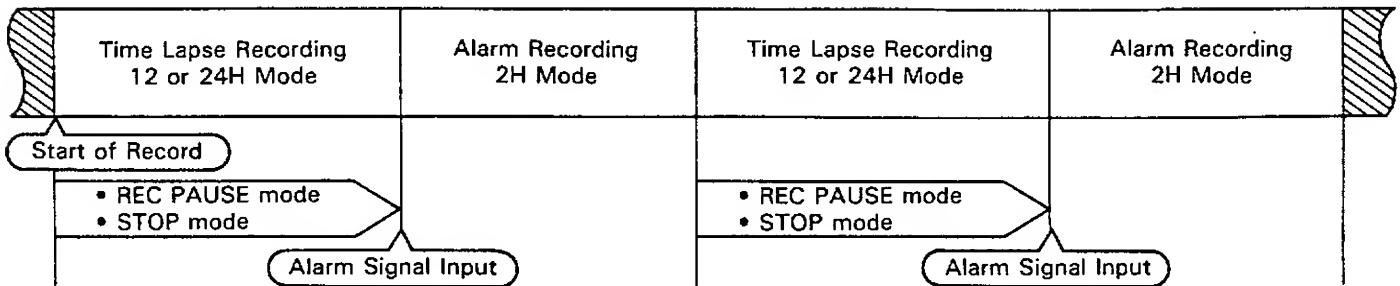 Time Lapse Recording
12 or 24H Mode
Alarm Recording
2H Mode
Time Lapse Recording
12 or 24H Mode
Alarm Recording
2H Mode
Start of Record
• REC PAUSE mode
• STOP mode
• REC PAUSE mode
• STOP mode
Alarm Signal Input
Alarm Signal Input